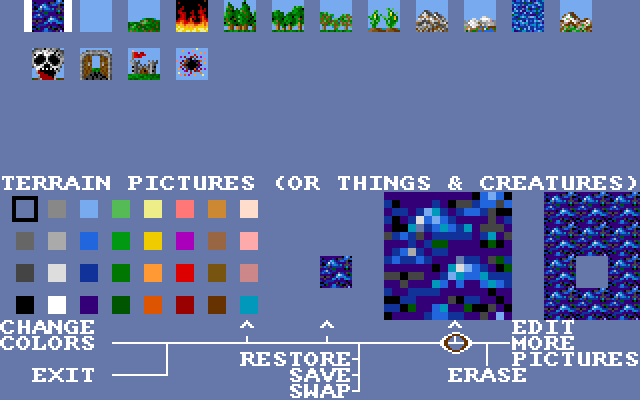 TERRAIN PICTURES (OR THINGS & CREATURES)
CHANGE
COLORS
EXIT
RESTORE
SAVE
SWAP
EDIT
MORE
PICTURES
ERASE